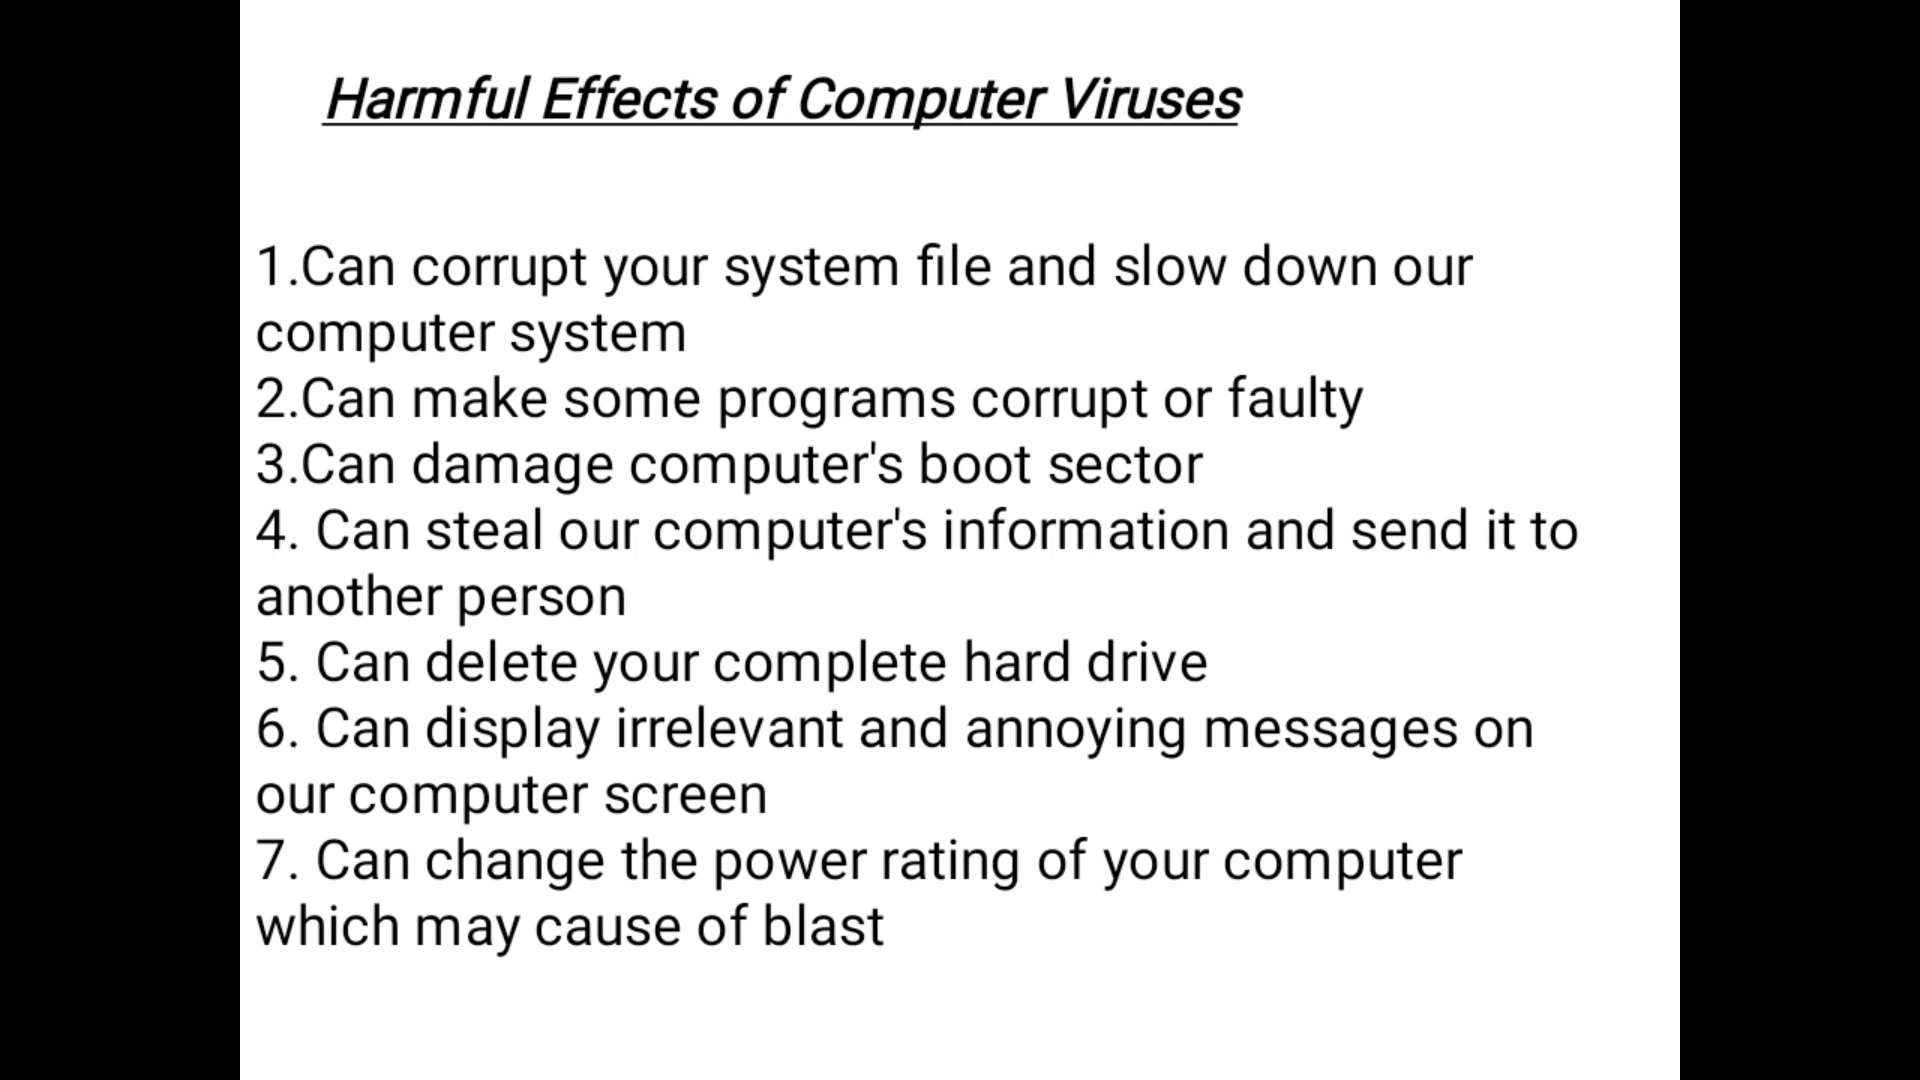 Harmful Effects of Computer Viruses
1.Can corrupt your system file and slow down our
computer system
2.Can make some programs corrupt or faulty
3.Can damage computer's boot sector
4. Can steal our computer's information and send it to
another person
5. Can delete your complete hard drive
6. Can display irrelevant and annoying messages on
our computer screen
7. Can change the power rating of your computer
which may cause of blast